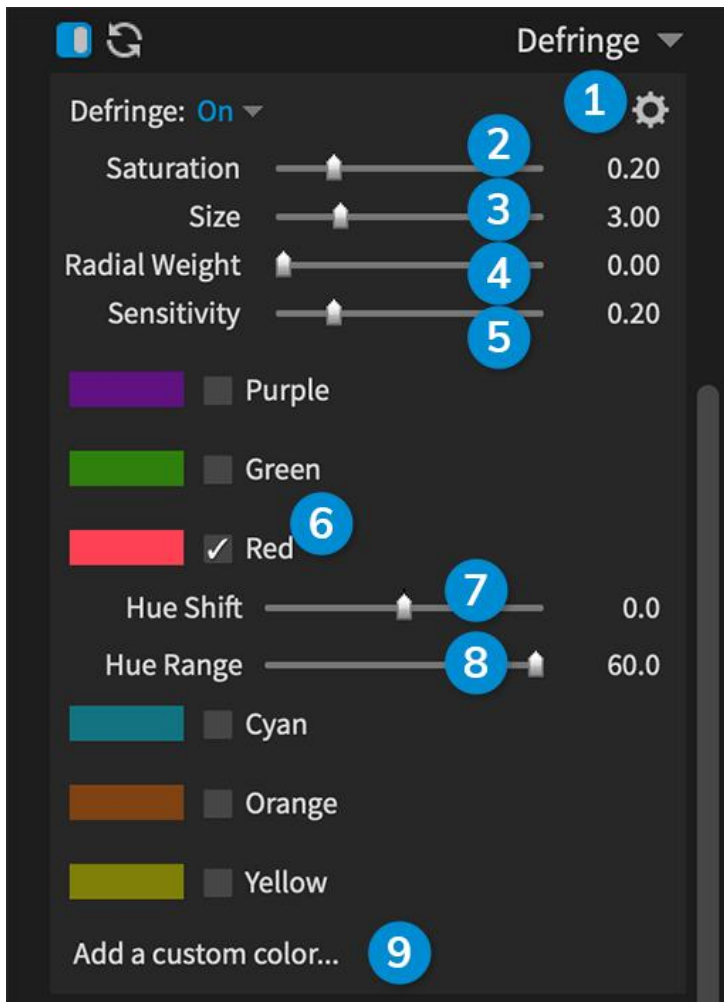 Defringe
Defringe: On 1
Saturation 2 0.20
Size 3 3.00
Radial Weight 4 0.00
Sensitivity 5 0.20
Purple
Green
Red 6
Hue Shift 7 0.0
Hue Range 8 60.0
Cyan
Orange
Yellow
Add a custom color... 9